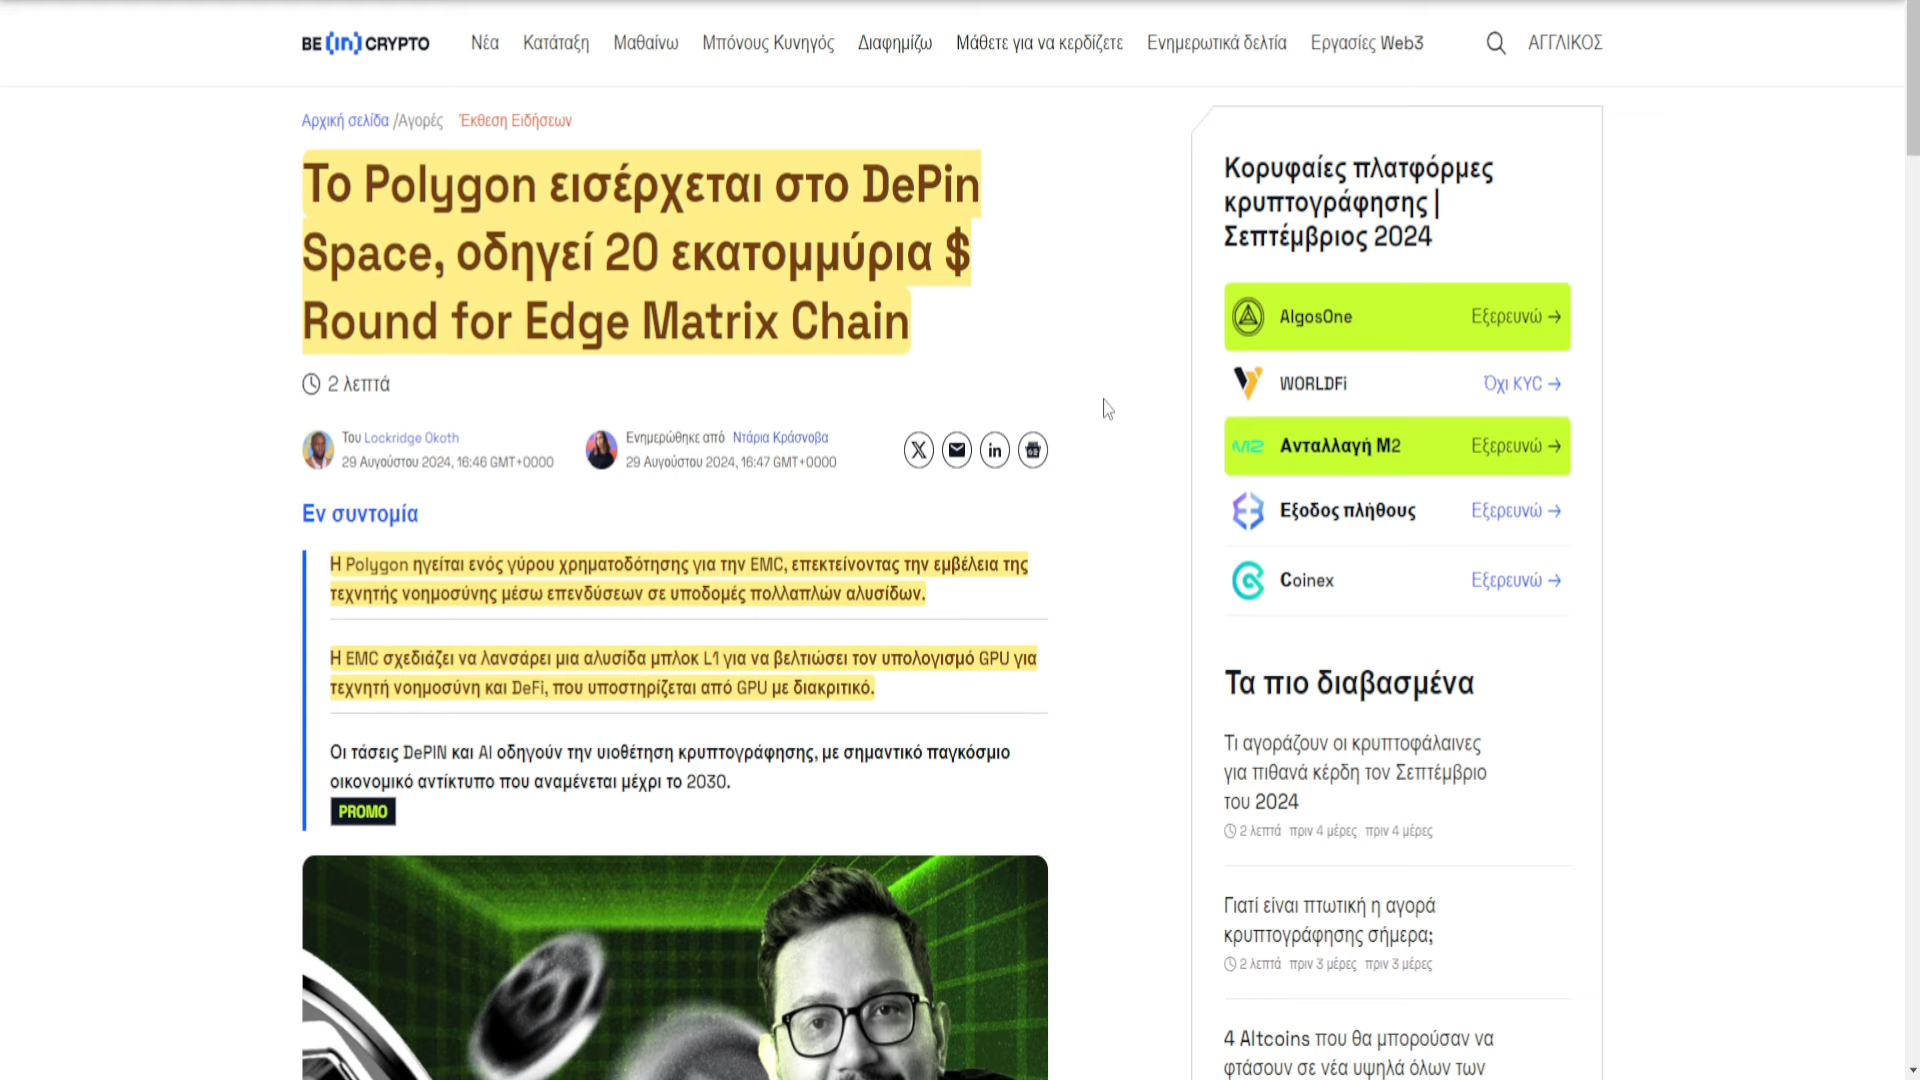 BE[in]CRYPTO
Νέα Κατάταξη Μαθαίνω Μπόνους Κυνηγός Διαφημίζω Μάθετε για να κερδίζετε Ενημερωτικά δελτία Εργασίες Web3 ΑΓΓΛΙΚΟΣ
Αρχική σελίδα /Αγορές Έκθεση Ειδήσεων
Το Polygon εισέρχεται στο DePin
Space, οδηγεί 20 εκατομμύρια $
Round for Edge Matrix Chain
2 λεπτά
Του Lockridge Okoth
29 Αυγούστου 2024, 16:46 GMT+0000
Ενημερώθηκε από Ντάρια Κράσνοβα
29 Αυγούστου 2024, 16:47 GMT+0000
Εν συντομία
Η Polygon ηγείται ενός γύρου χρηματοδότησης για την EMC, επεκτείνοντας την εμβέλεια της
τεχνητής νοημοσύνης μέσω επενδύσεων σε υποδομές πολλαπλών αλυσίδων.
Η EMC σχεδιάζει να λανσάρει μια αλυσίδα μπλοκ L1 για να βελτιώσει τον υπολογισμό GPU για
τεχνητή νοημοσύνη και DeFi, που υποστηρίζεται από GPU με διακριτικό.
Οι τάσεις DePIN και AI οδηγούν την υιοθέτηση κρυπτογράφησης, με σημαντικό παγκόσμιο
οικονομικό αντίκτυπο που αναμένεται μέχρι το 2030.
PROMO
Κορυφαίες πλατφόρμες
κρυπτογράφησης |
Σεπτέμβριος 2024
AlgosOne Εξερευνώ →
WORLDFi Όχι KYC →
M2 Ανταλλαγή M2 Εξερευνώ →
Εξοδος πλήθους Εξερευνώ →
Coinex Εξερευνώ →
Τα πιο διαβασμένα
Τι αγοράζουν οι κρυπτοφάλαινες
για πιθανά κέρδη τον Σεπτέμβριο
του 2024
2 λεπτά πριν 4 μέρες πριν 4 μέρες
Γιατί είναι πτωτική η αγορά
κρυπτογράφησης σήμερα;
2 λεπτά πριν 3 μέρες πριν 3 μέρες
4 Altcoins που θα μπορούσαν να
φτάσουν σε νέα υψηλά όλων των